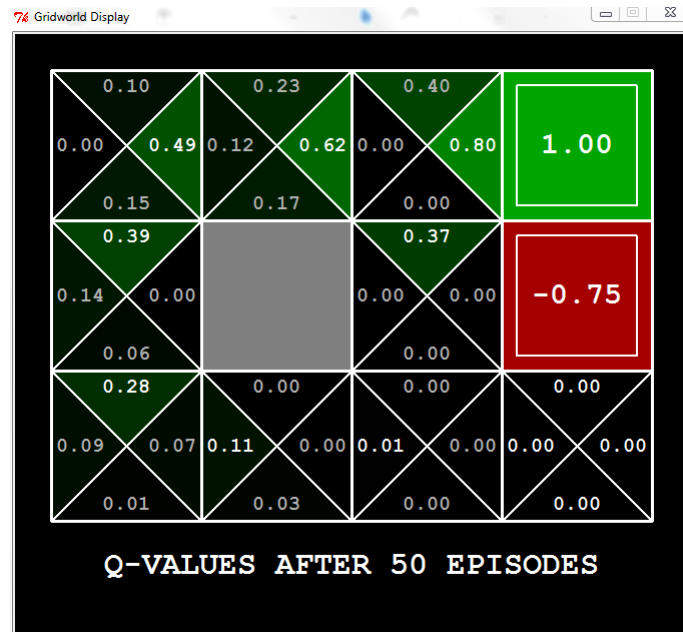 Gridworld Display
0.10 0.23 0.40
0.00 0.49 0.12 0.62 0.00 0.80 1.00
0.15 0.17 0.00
0.39 0.37
0.14 0.00 0.00 0.00 -0.75
0.06 0.00
0.28 0.00 0.00 0.00
0.09 0.07 0.11 0.00 0.01 0.00 0.00 0.00
0.01 0.03 0.00 0.00
Q-VALUES AFTER 50 EPISODES